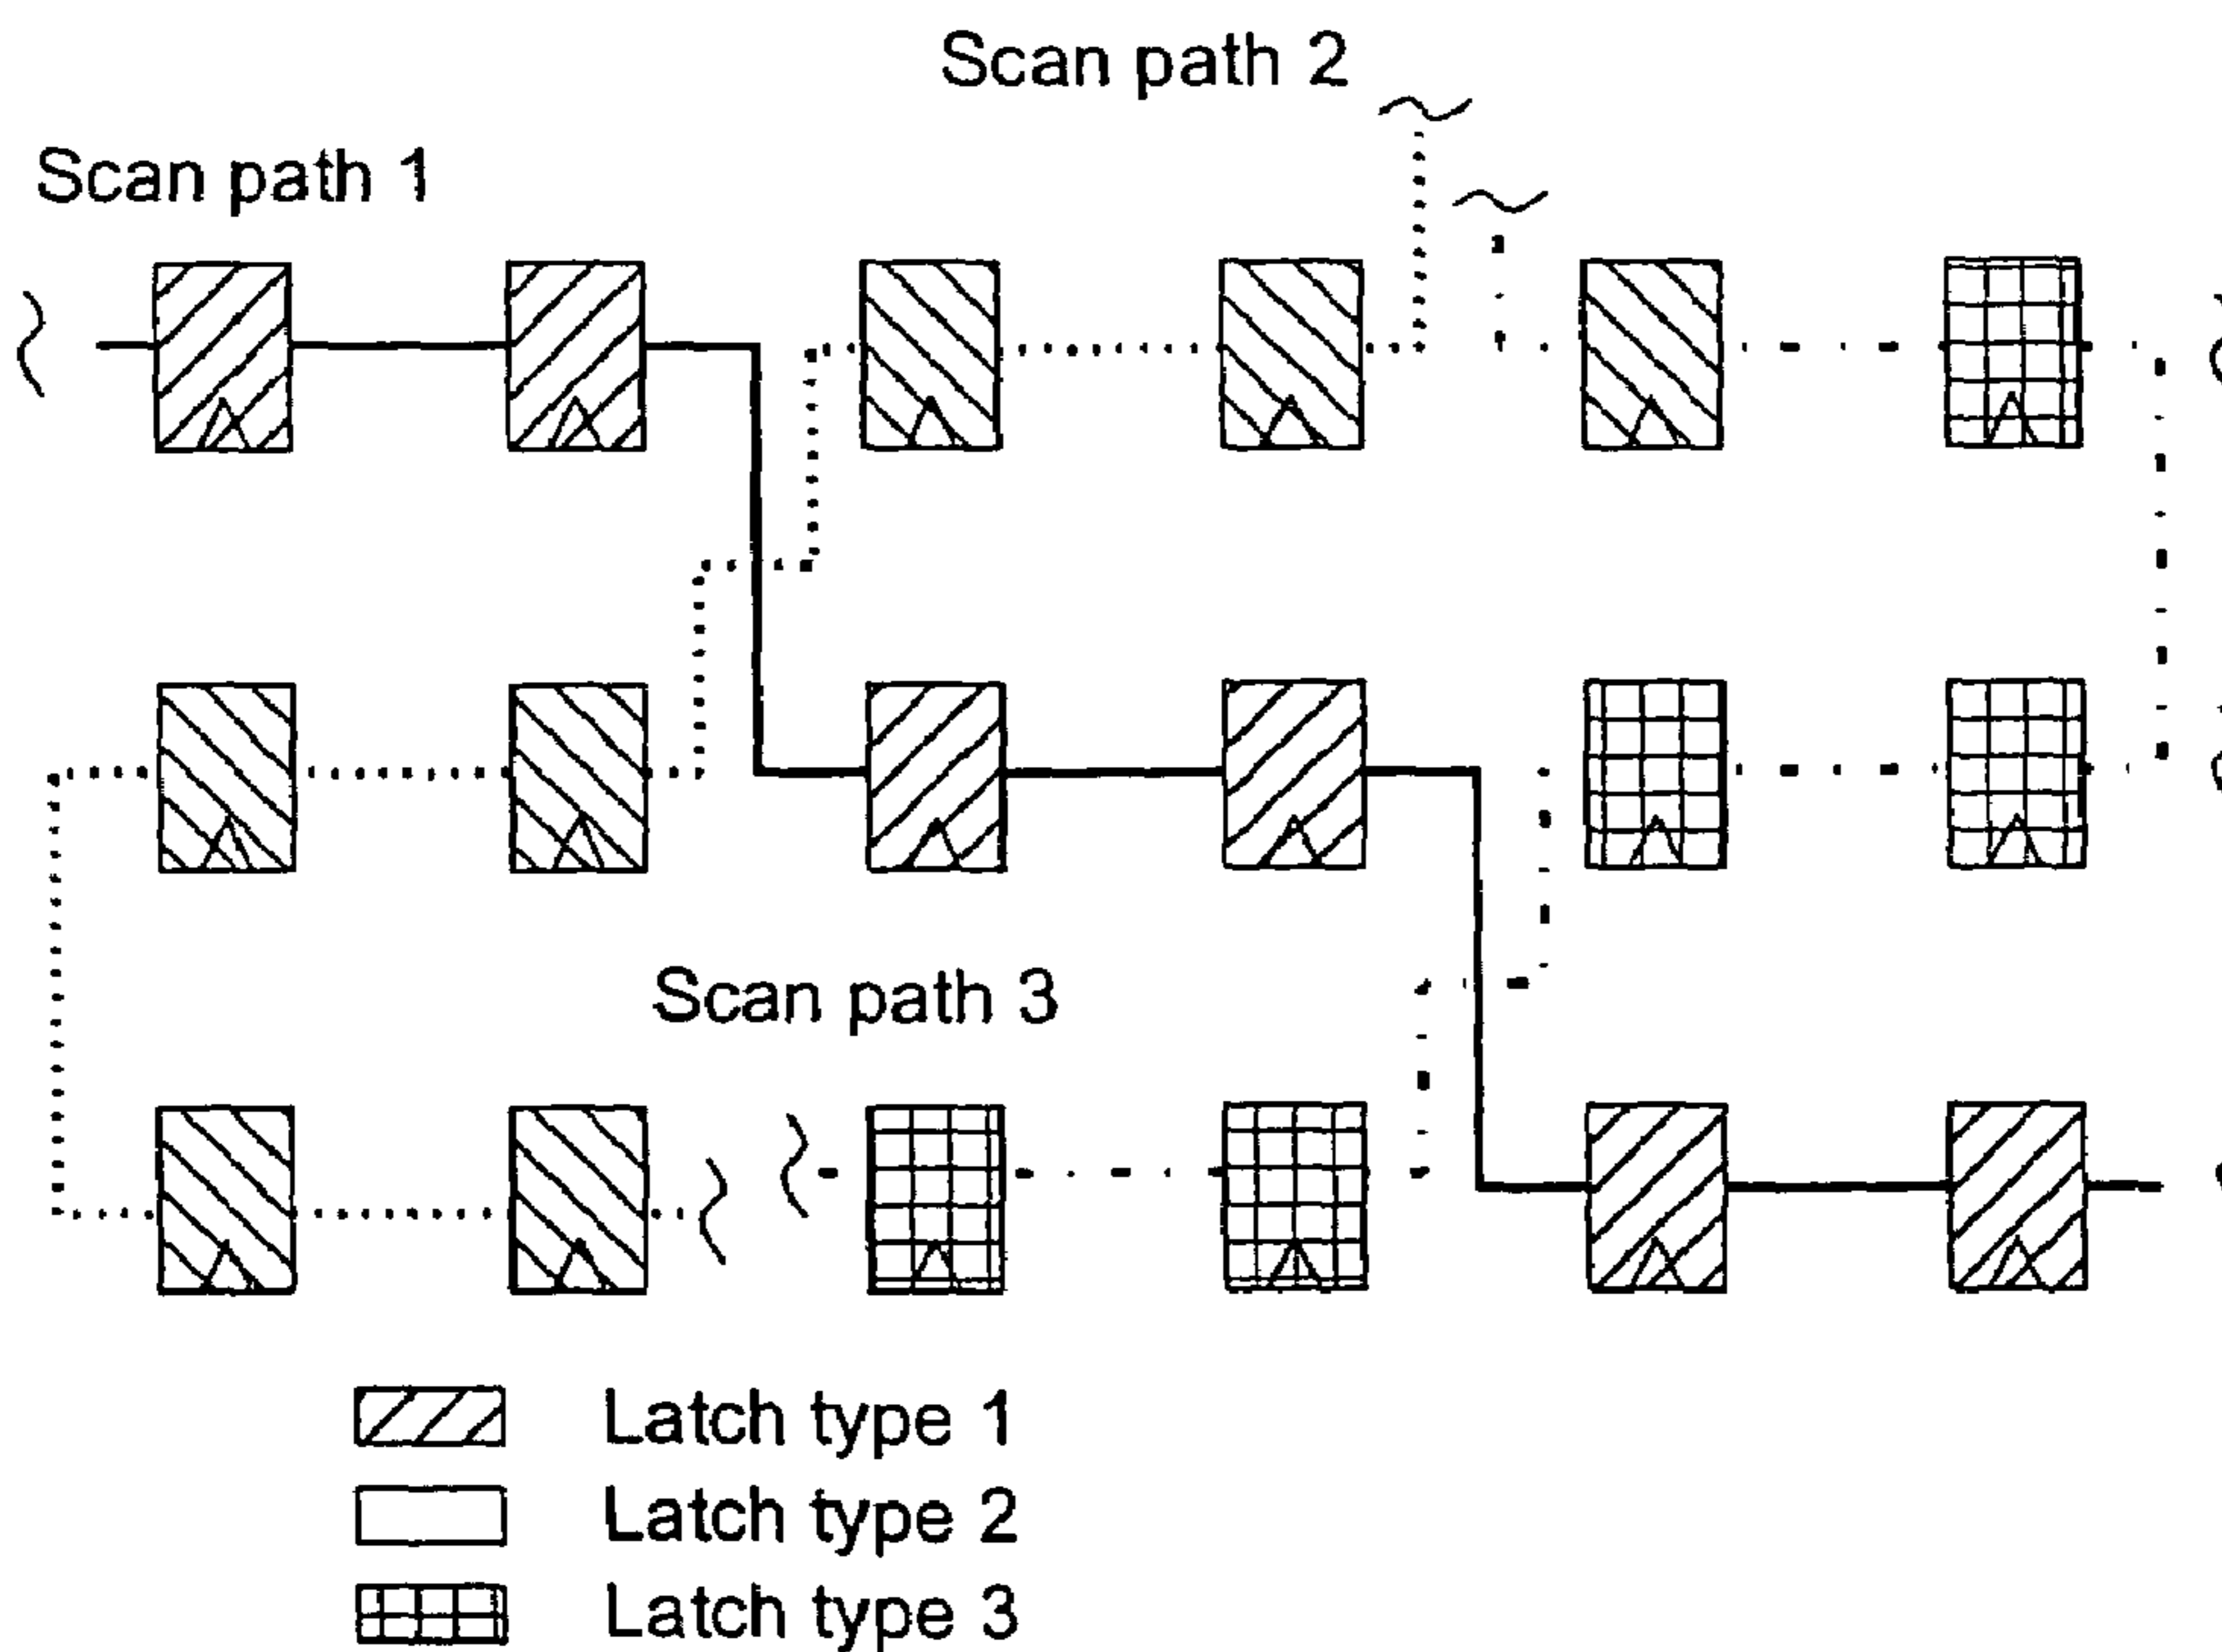 Scan path 2
Scan path 1
Scan path 3
Latch type 1
Latch type 2
Latch type 3